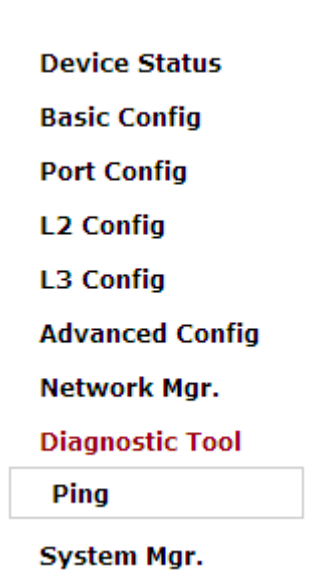 Device Status
Basic Config
Port Config
L2 Config
L3 Config
Advanced Config
Network Mgr.
Diagnostic Tool
Ping
System Mgr.